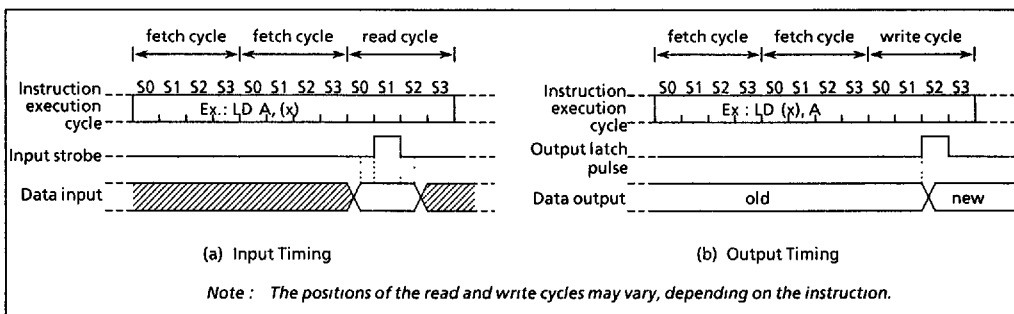 fetch cycle fetch cycle read cycle
S0 S1 S2 S3 S0 S1 S2 S3 S0 S1 S2 S3
Instruction
execution
cycle
Ex.: LD A, (x)
Input strobe
Data input
(a) Input Timing
fetch cycle fetch cycle write cycle
S0 S1 S2 S3 S0 S1 S2 S3 S0 S1 S2 S3
Instruction
execution
cycle
Ex : LD (x), A
Output latch
pulse
Data output
old
new
(b) Output Timing
Note : The positions of the read and write cycles may vary, depending on the instruction.